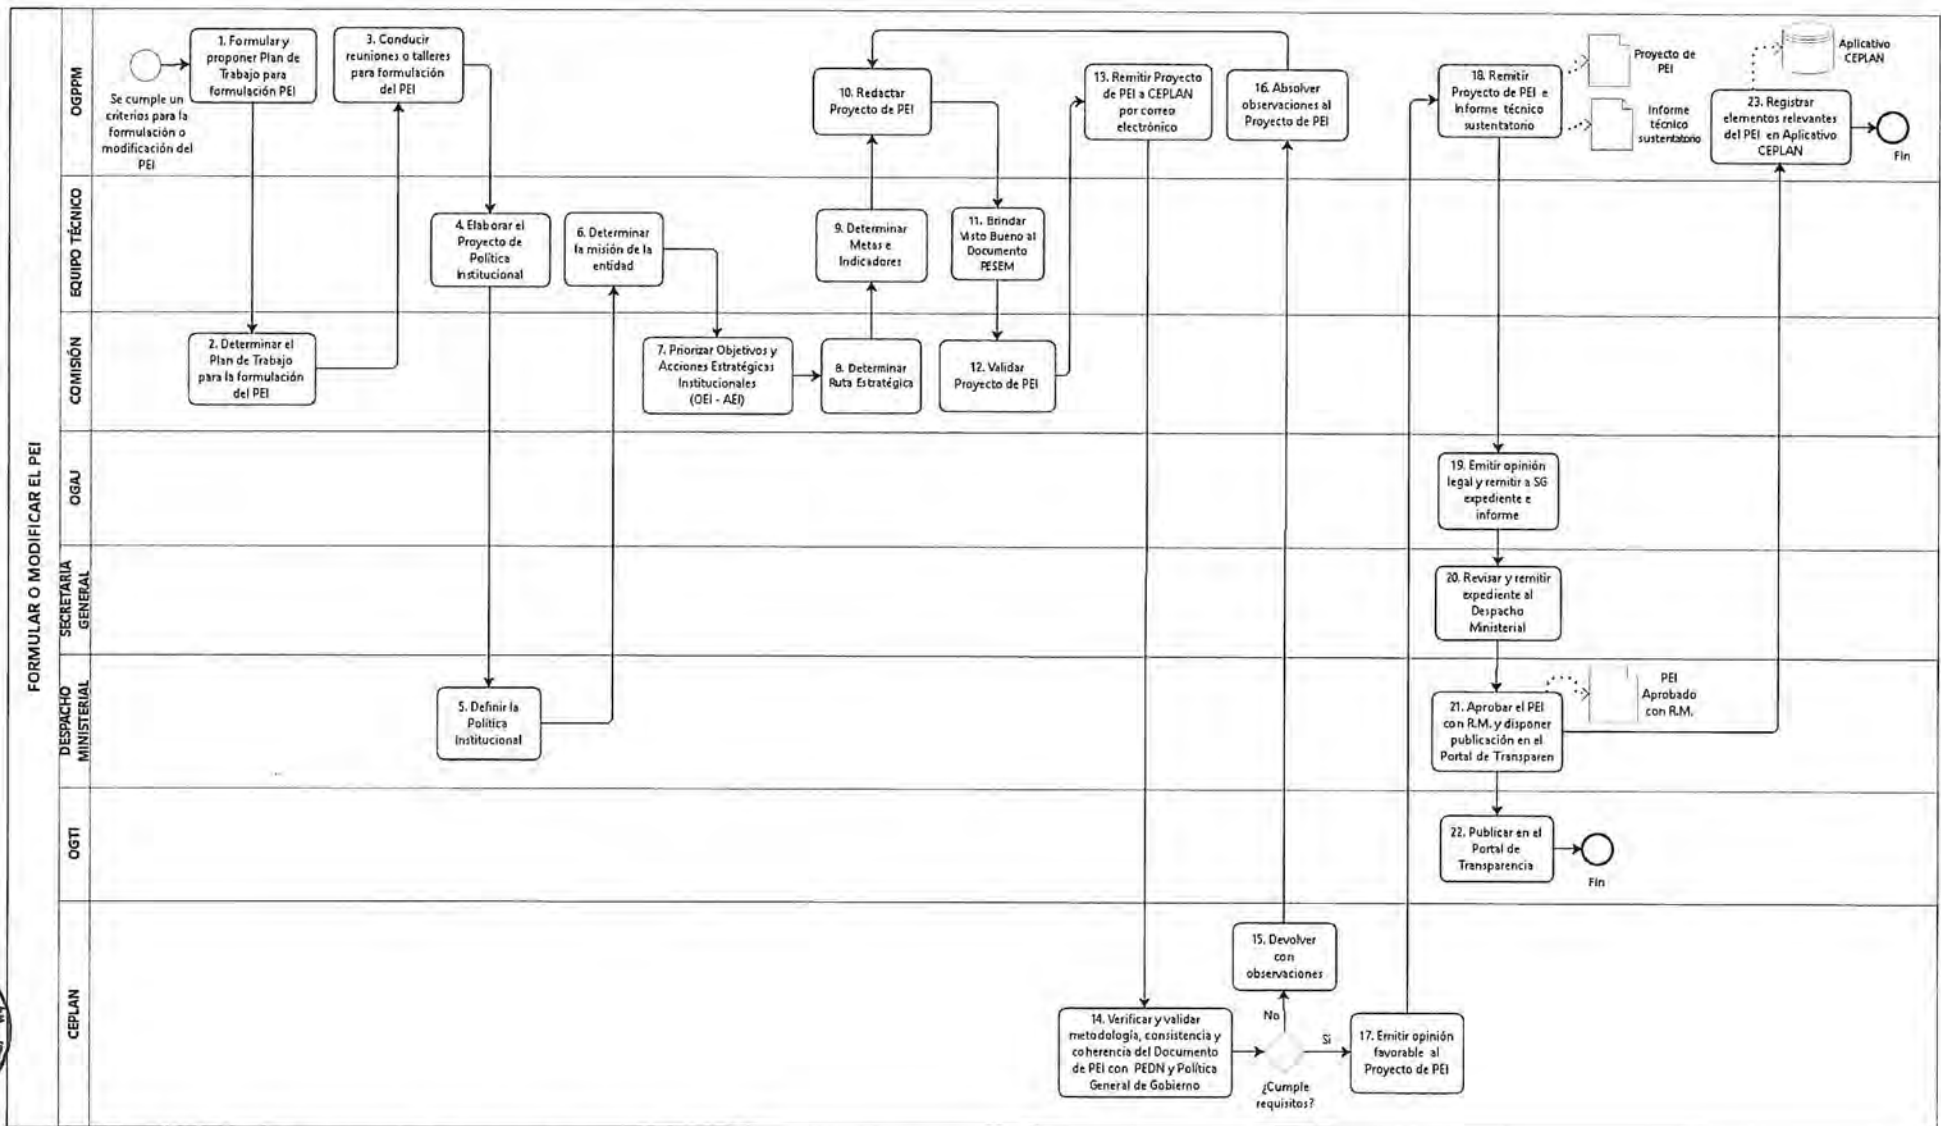 FORMULAR O MODIFICAR EL PEI
OGPPM
Se cumple un
criterios para la
formulación o
modificación del
PEI
1. Formular y
proponer Plan de
Trabajo para
formulación PEI
3. Conducir
reuniones o talleres
para formulación
del PEI
10. Redactar
Proyecto de PEI
13. Remitir Proyecto
de PEI a CEPLAN
por correo
electrónico
16. Absolver
observaciones al
Proyecto de PEI
18. Remitir
Proyecto de PEI e
Informe técnico
sustentatorio
Proyecto de
PEI
Informe
técnico
sustentatorio
Aplicativo
CEPLAN
23. Registrar
elementos relevantes
del PEI en Aplicativo
CEPLAN
Fin
EQUIPO TÉCNICO
4. Elaborar el
Proyecto de
Política
Institucional
6. Determinar
la misión de la
entidad
9. Determinar
Metas e
Indicadores
11. Brindar
Visto Bueno al
Documento
PESEM
COMISIÓN
2. Determinar el
Plan de Trabajo
para la formulación
del PEI
7. Priorizar Objetivos y
Acciones Estratégicas
Institucionales
(OEI - AEI)
8. Determinar
Ruta Estratégica
12. Validar
Proyecto de PEI
OGAJ
19. Emitir opinión
legal y remitir a SG
expediente e
informe
SECRETARIA
GENERAL
20. Revisar y remitir
expediente al
Despacho
Ministerial
DESPACHO
MINISTERIAL
5. Definir la
Política
Institucional
21. Aprobar el PEI
con R.M. y disponer
publicación en el
Portal de Transparen
PEI
Aprobado
con R.M.
OGTI
22. Publicar en el
Portal de
Transparencia
Fin
CEPLAN
14. Verificar y validar
metodología, consistencia y
coherencia del Documento
de PEI con PEDN y Política
General de Gobierno
15. Devolver
con
observaciones
No
¿Cumple
requisitos?
Si
17. Emitir opinión
favorable al
Proyecto de PEI